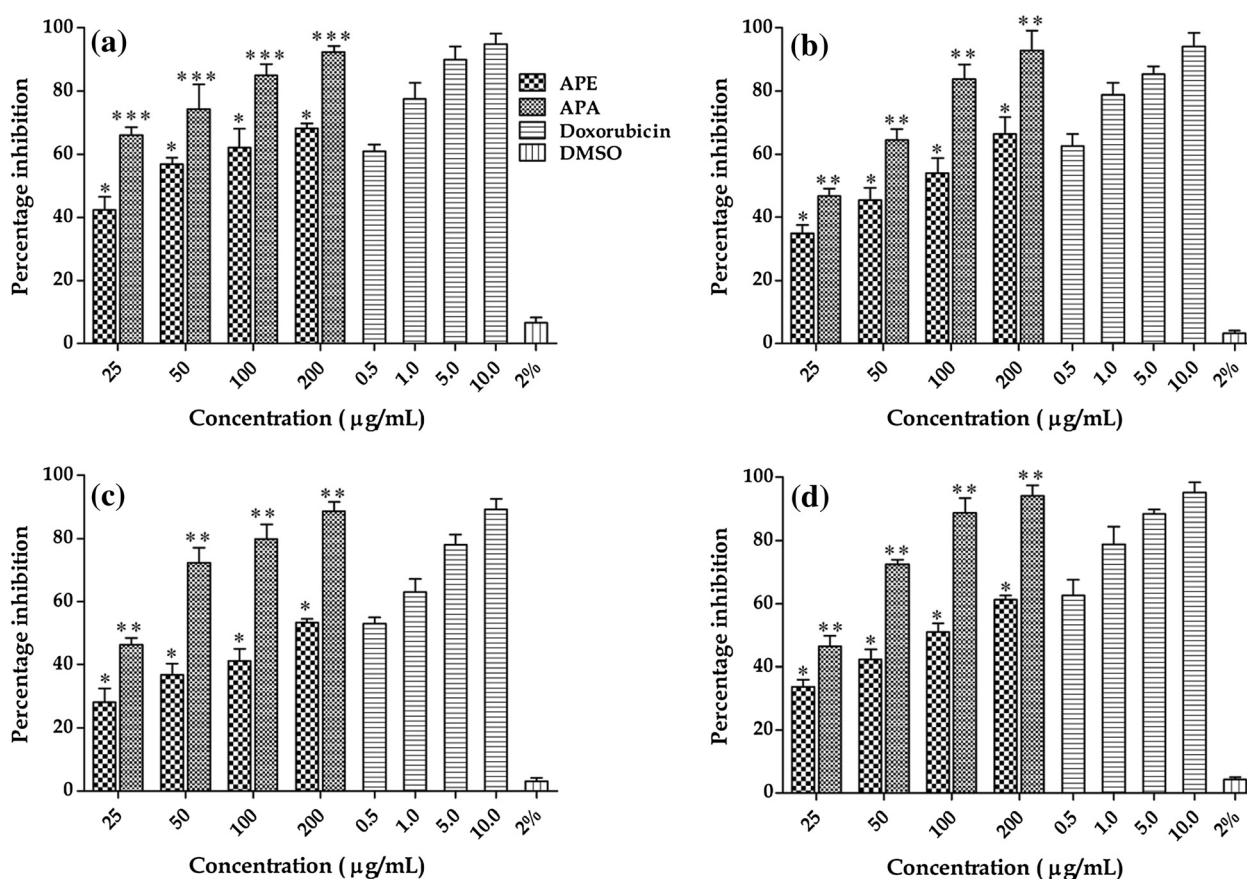 (a)
Percentage inhibition
100
80
60
40
20
0
* *** * *** * *** * ***
APE
APA
Doxorubicin
DMSO
25 50 100 200 0.5 1.0 5.0 10.0 2%
Concentration ( µg/mL)
(b)
Percentage inhibition
100
80
60
40
20
0
* ** * ** * ** * **
25 50 100 200 0.5 1.0 5.0 10.0 2%
Concentration ( µg/mL)
(c)
Percentage inhibition
100
80
60
40
20
0
* ** * ** * ** * **
25 50 100 200 0.5 1.0 5.0 10.0 2%
Concentration ( µg/mL)
(d)
Percentage inhibition
100
80
60
40
20
0
* ** * ** * ** * **
25 50 100 200 0.5 1.0 5.0 10.0 2%
Concentration ( µg/mL)